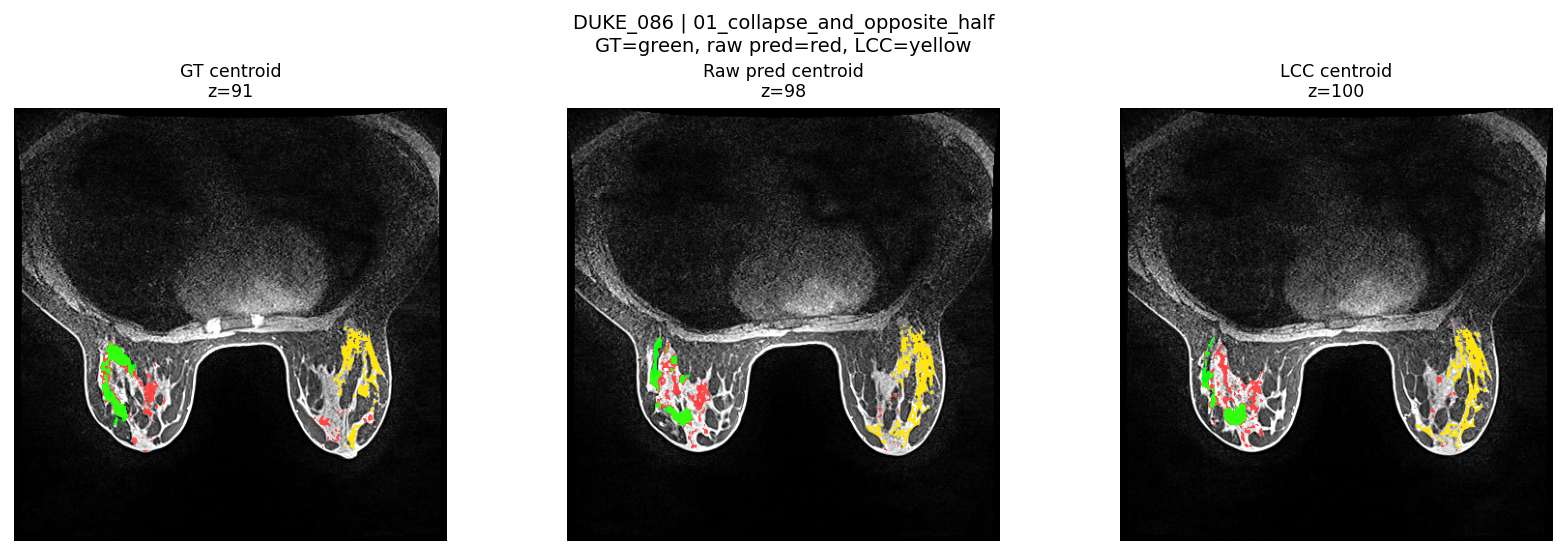 DUKE_086 | 01_collapse_and_opposite_half
GT=green, raw pred=red, LCC=yellow
GT centroid
z=91
Raw pred centroid
z=98
LCC centroid
z=100